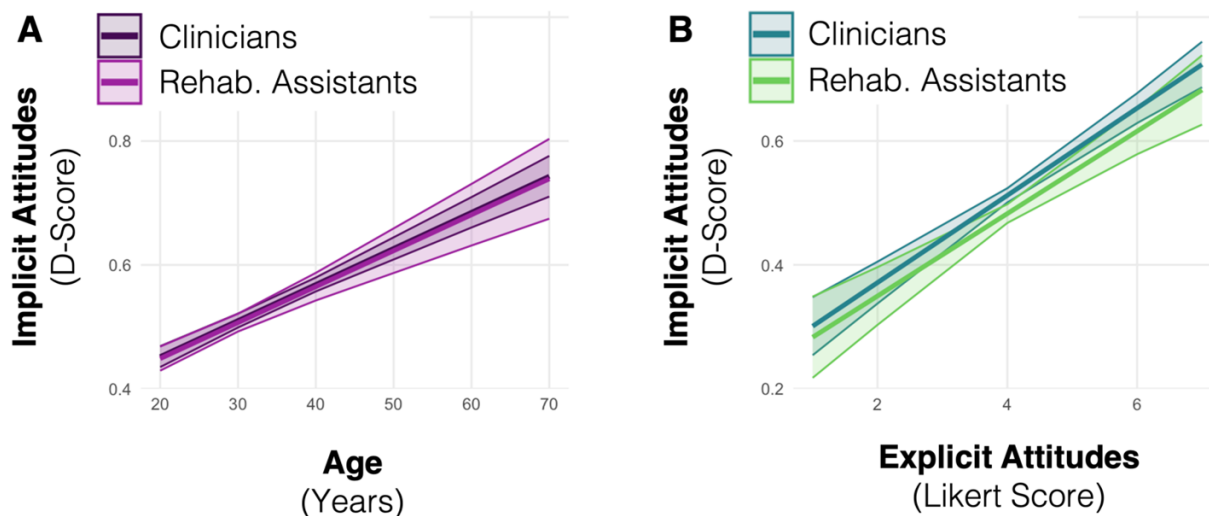 A
Clinicians
Rehab. Assistants
Implicit Attitudes
(D-Score)
0.8
0.6
0.4
20 30 40 50 60 70
Age
(Years)
B
Clinicians
Rehab. Assistants
Implicit Attitudes
(D-Score)
0.6
0.4
0.2
2 4 6
Explicit Attitudes
(Likert Score)